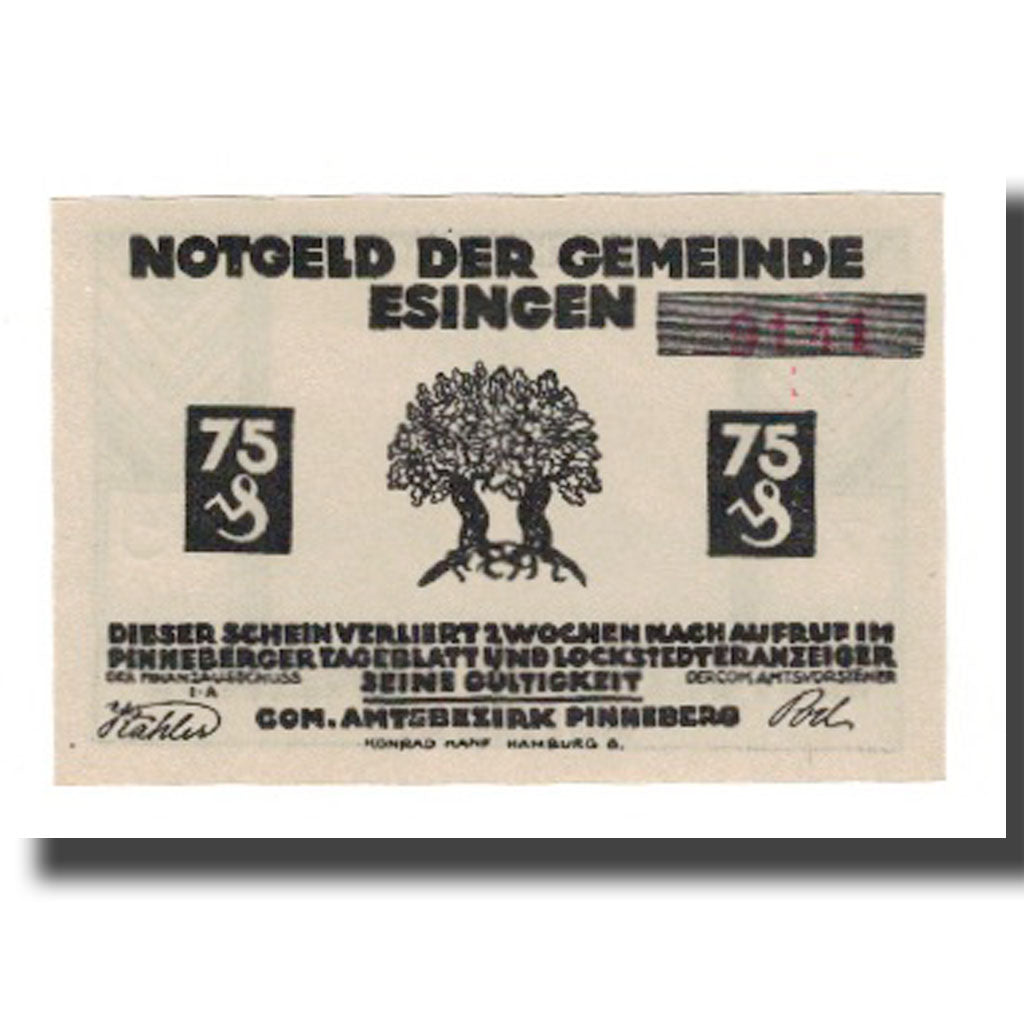 NOTGELD DER GEMEINDE
ESINGEN
75
75
DIESER SCHEIN VERLIERT 2 WOCHEN NACH AUFRUF IM
PINNEBERGER TAGEBLATT UND LOCKSTEDTER ANZEIGER
SEINE GÜLTIGKEIT
DER FINANZAUSSCHUSS
I·A
DER COM. AMTSVORSTEHER
COM. AMTSBEZIRK PINNEBERG
KONRAD HANF HAMBURG 8.